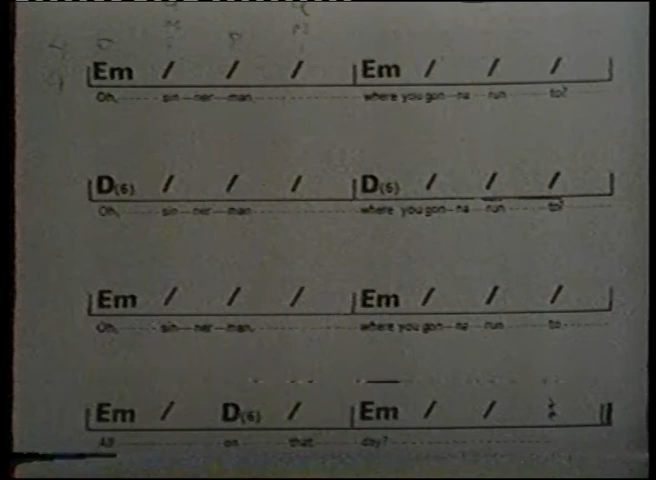 Em / / / Em / / /
Oh, sin—ner—man where you gon—na run to?
D(6) / / / D(6) / / /
Oh, sin—ner man where you gon—na run to?
Em / / / Em / / /
Oh, sin—ner—man, where you gon—na run to
Em / D(6) / Em / / 𝄽
All on that day?